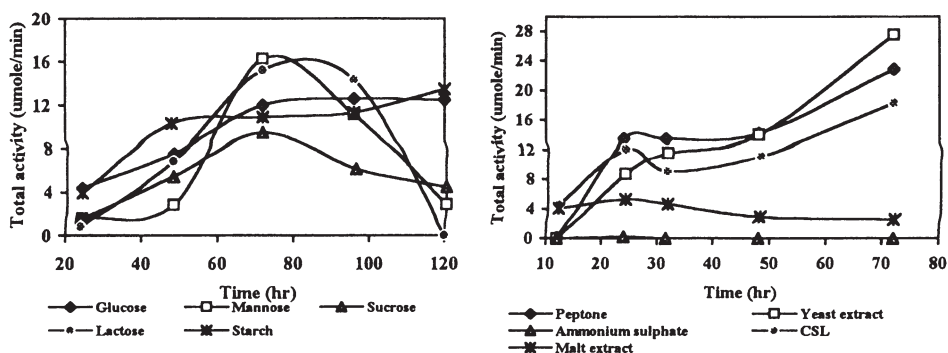 20
16
12
8
4
0
Total activity (umole/min)
20 40 60 80 100 120
Time (hr)
Glucose Mannose Sucrose
Lactose Starch
28
24
20
16
12
8
4
0
Total activity (umole/min)
10 20 30 40 50 60 70 80
Time (hr)
Peptone Yeast extract
Ammonium sulphate CSL
Malt extract